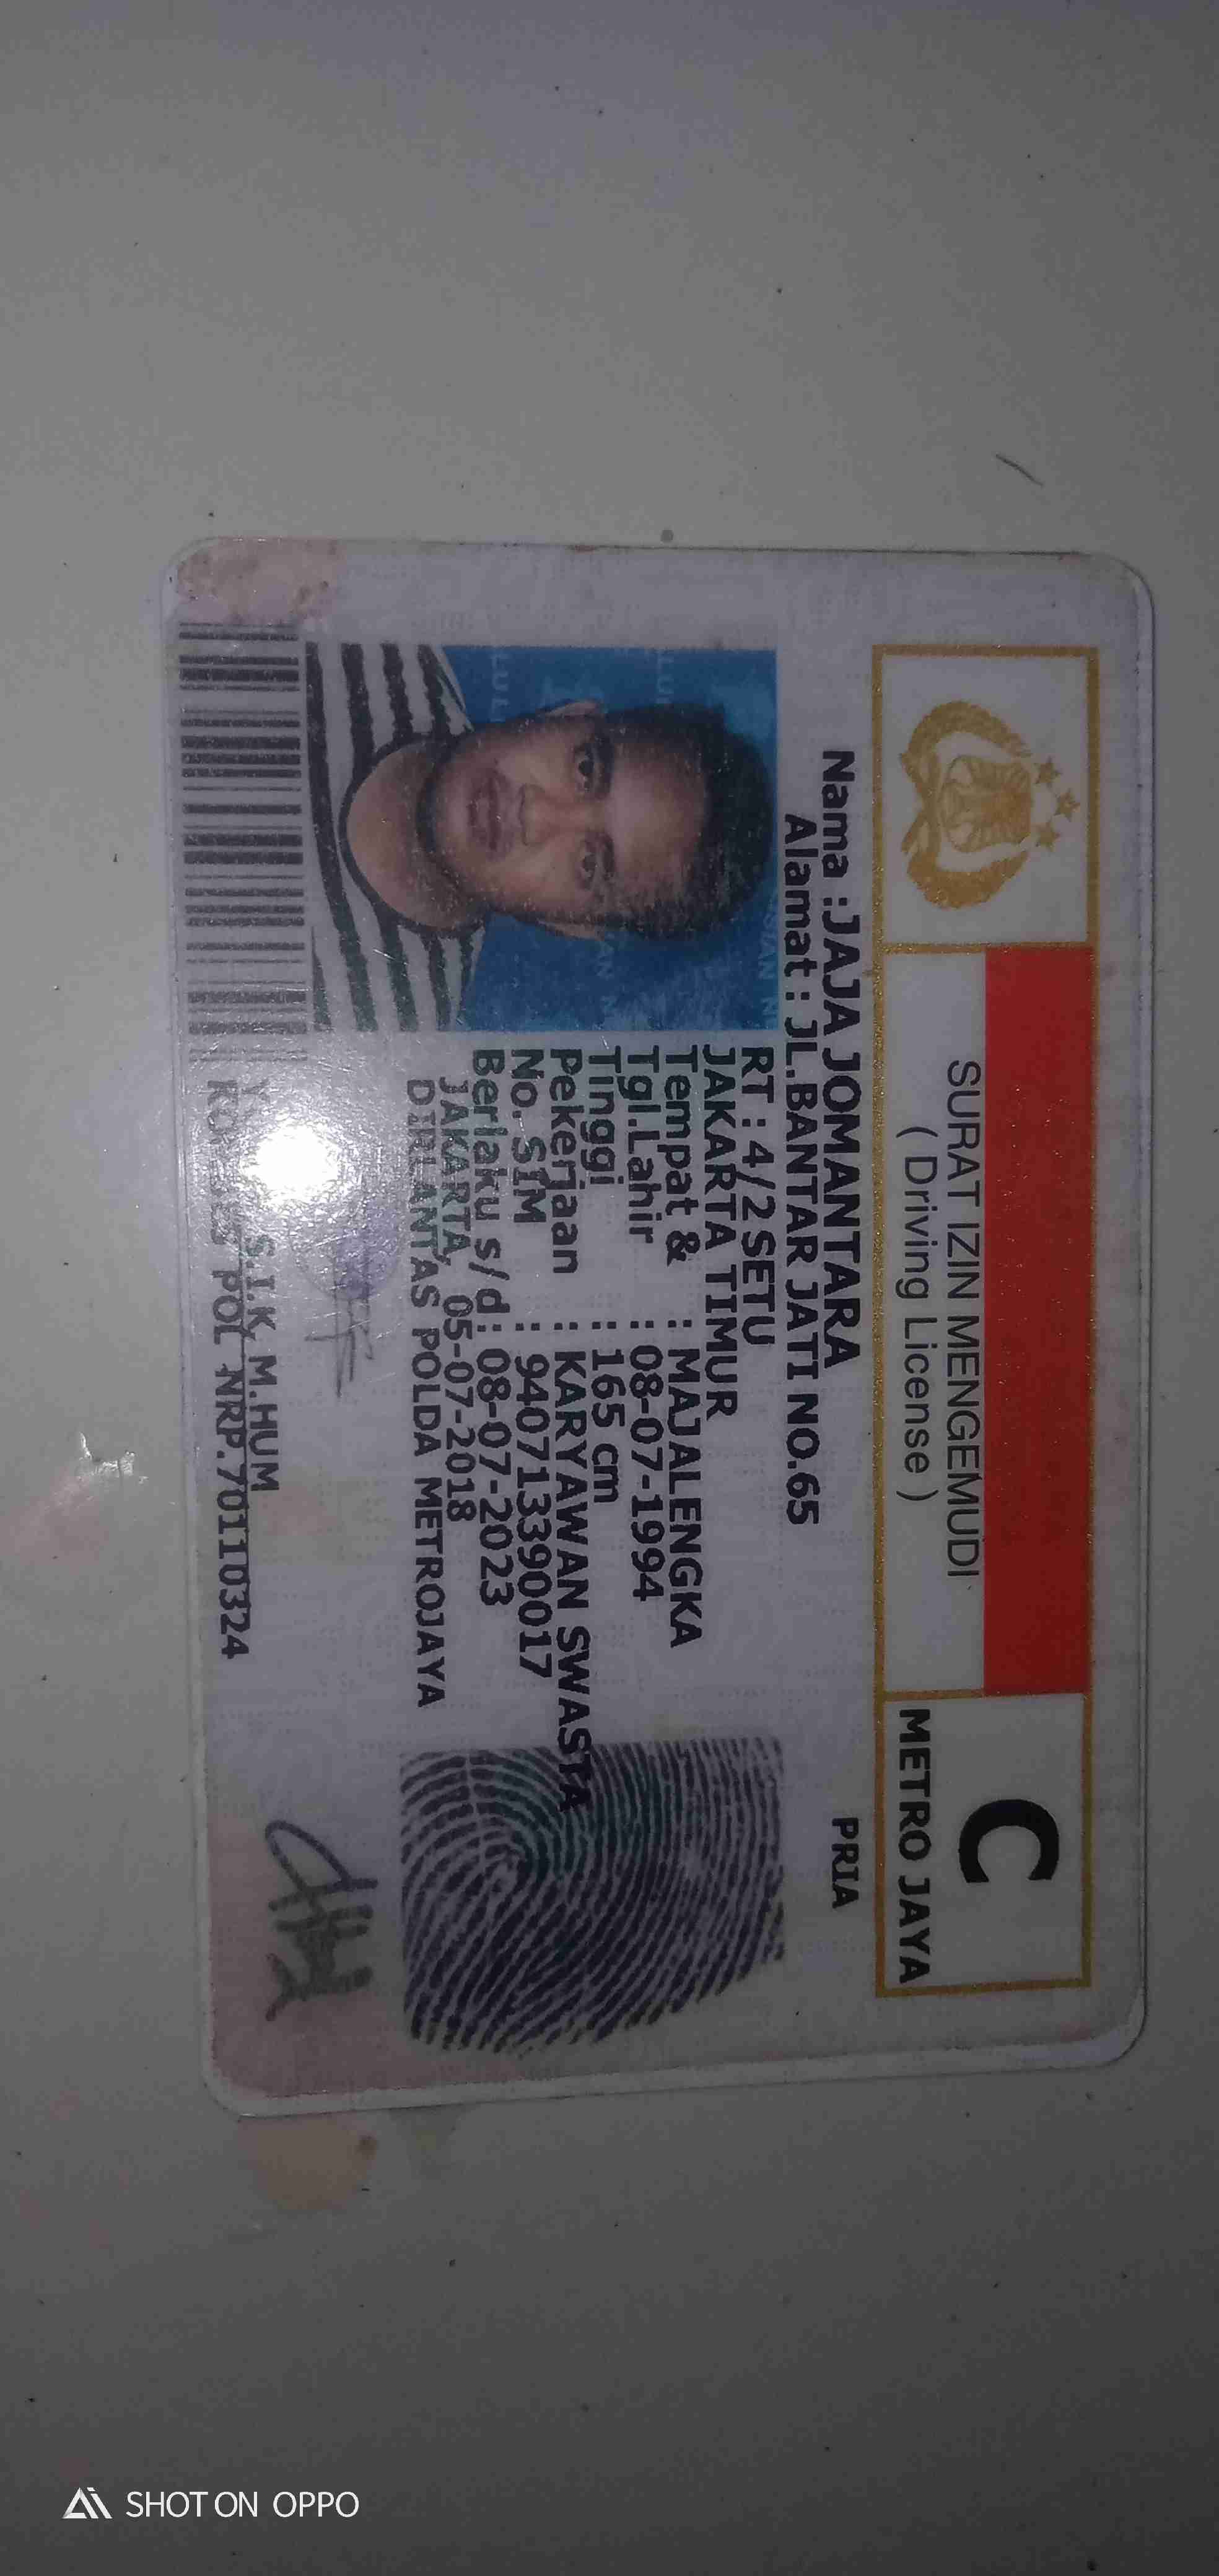 SURAT IZIN MENGEMUDI
( Driving License )
C
METRO JAYA
Nama :JAJA JOMANTARA
PRIA
Alamat : JL.BANTAR JATI NO.65
RT : 4/2 SETU
JAKARTA TIMUR
Tempat & : MAJALENGKA
Tgl.Lahir : 08-07-1994
Tinggi : 165 cm
Pekerjaan : KARYAWAN SWASTA
No. SIM : 940713390017
Berlaku s/d : 08-07-2023
JAKARTA, 05-07-2018
DIRLANTAS POLDA METROJAYA
S.I.K M.HUM
POL NRP.70110324
SHOT ON OPPO